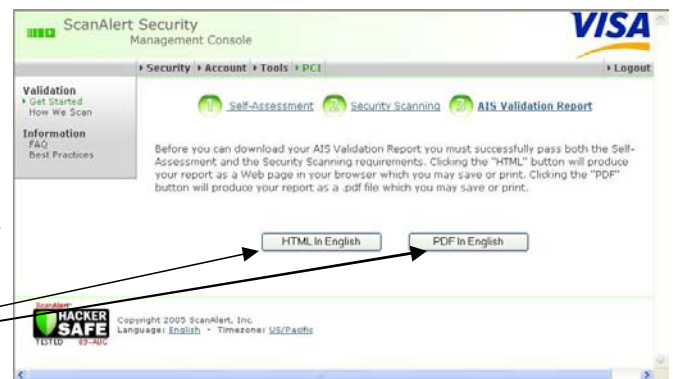 ScanAlert Security
Management Console
VISA
Security Account Tools PCI Logout
Validation
Get Started
How We Scan
Information
FAQ
Best Practices
1 Self-Assessment 2 Security Scanning 3 AIS Validation Report
Before you can download your AIS Validation Report you must successfully pass both the Self-
Assessment and the Security Scanning requirements. Clicking the "HTML" button will produce
your report as a Web page in your browser which you may save or print. Clicking the "PDF"
button will produce your report as a .pdf file which you may save or print.
HTML In English PDF In English
ScanAlert
HACKER
SAFE
TESTED 09-AUG
Copyright 2005 ScanAlert, Inc.
Language: English - Timezone: US/Pacific